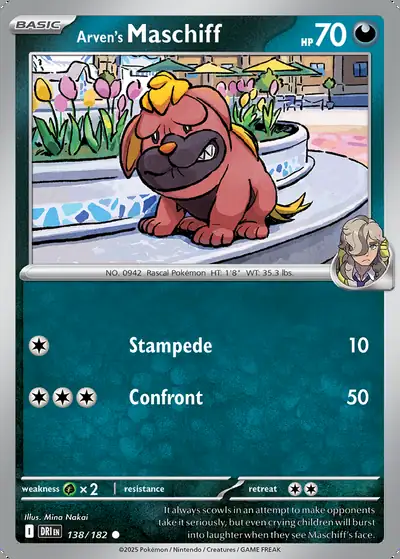 BASIC
Arven's Maschiff
HP 70
NO. 0942 Rascal Pokémon HT: 1'8" WT: 35.3 lbs.
Stampede 10
Confront 50
weakness × 2 resistance retreat
Illus. Mina Nakai
I DRI EN 138/182
It always scowls in an attempt to make opponents
take it seriously, but even crying children will burst
into laughter when they see Maschiff's face.
©2025 Pokémon / Nintendo / Creatures / GAME FREAK